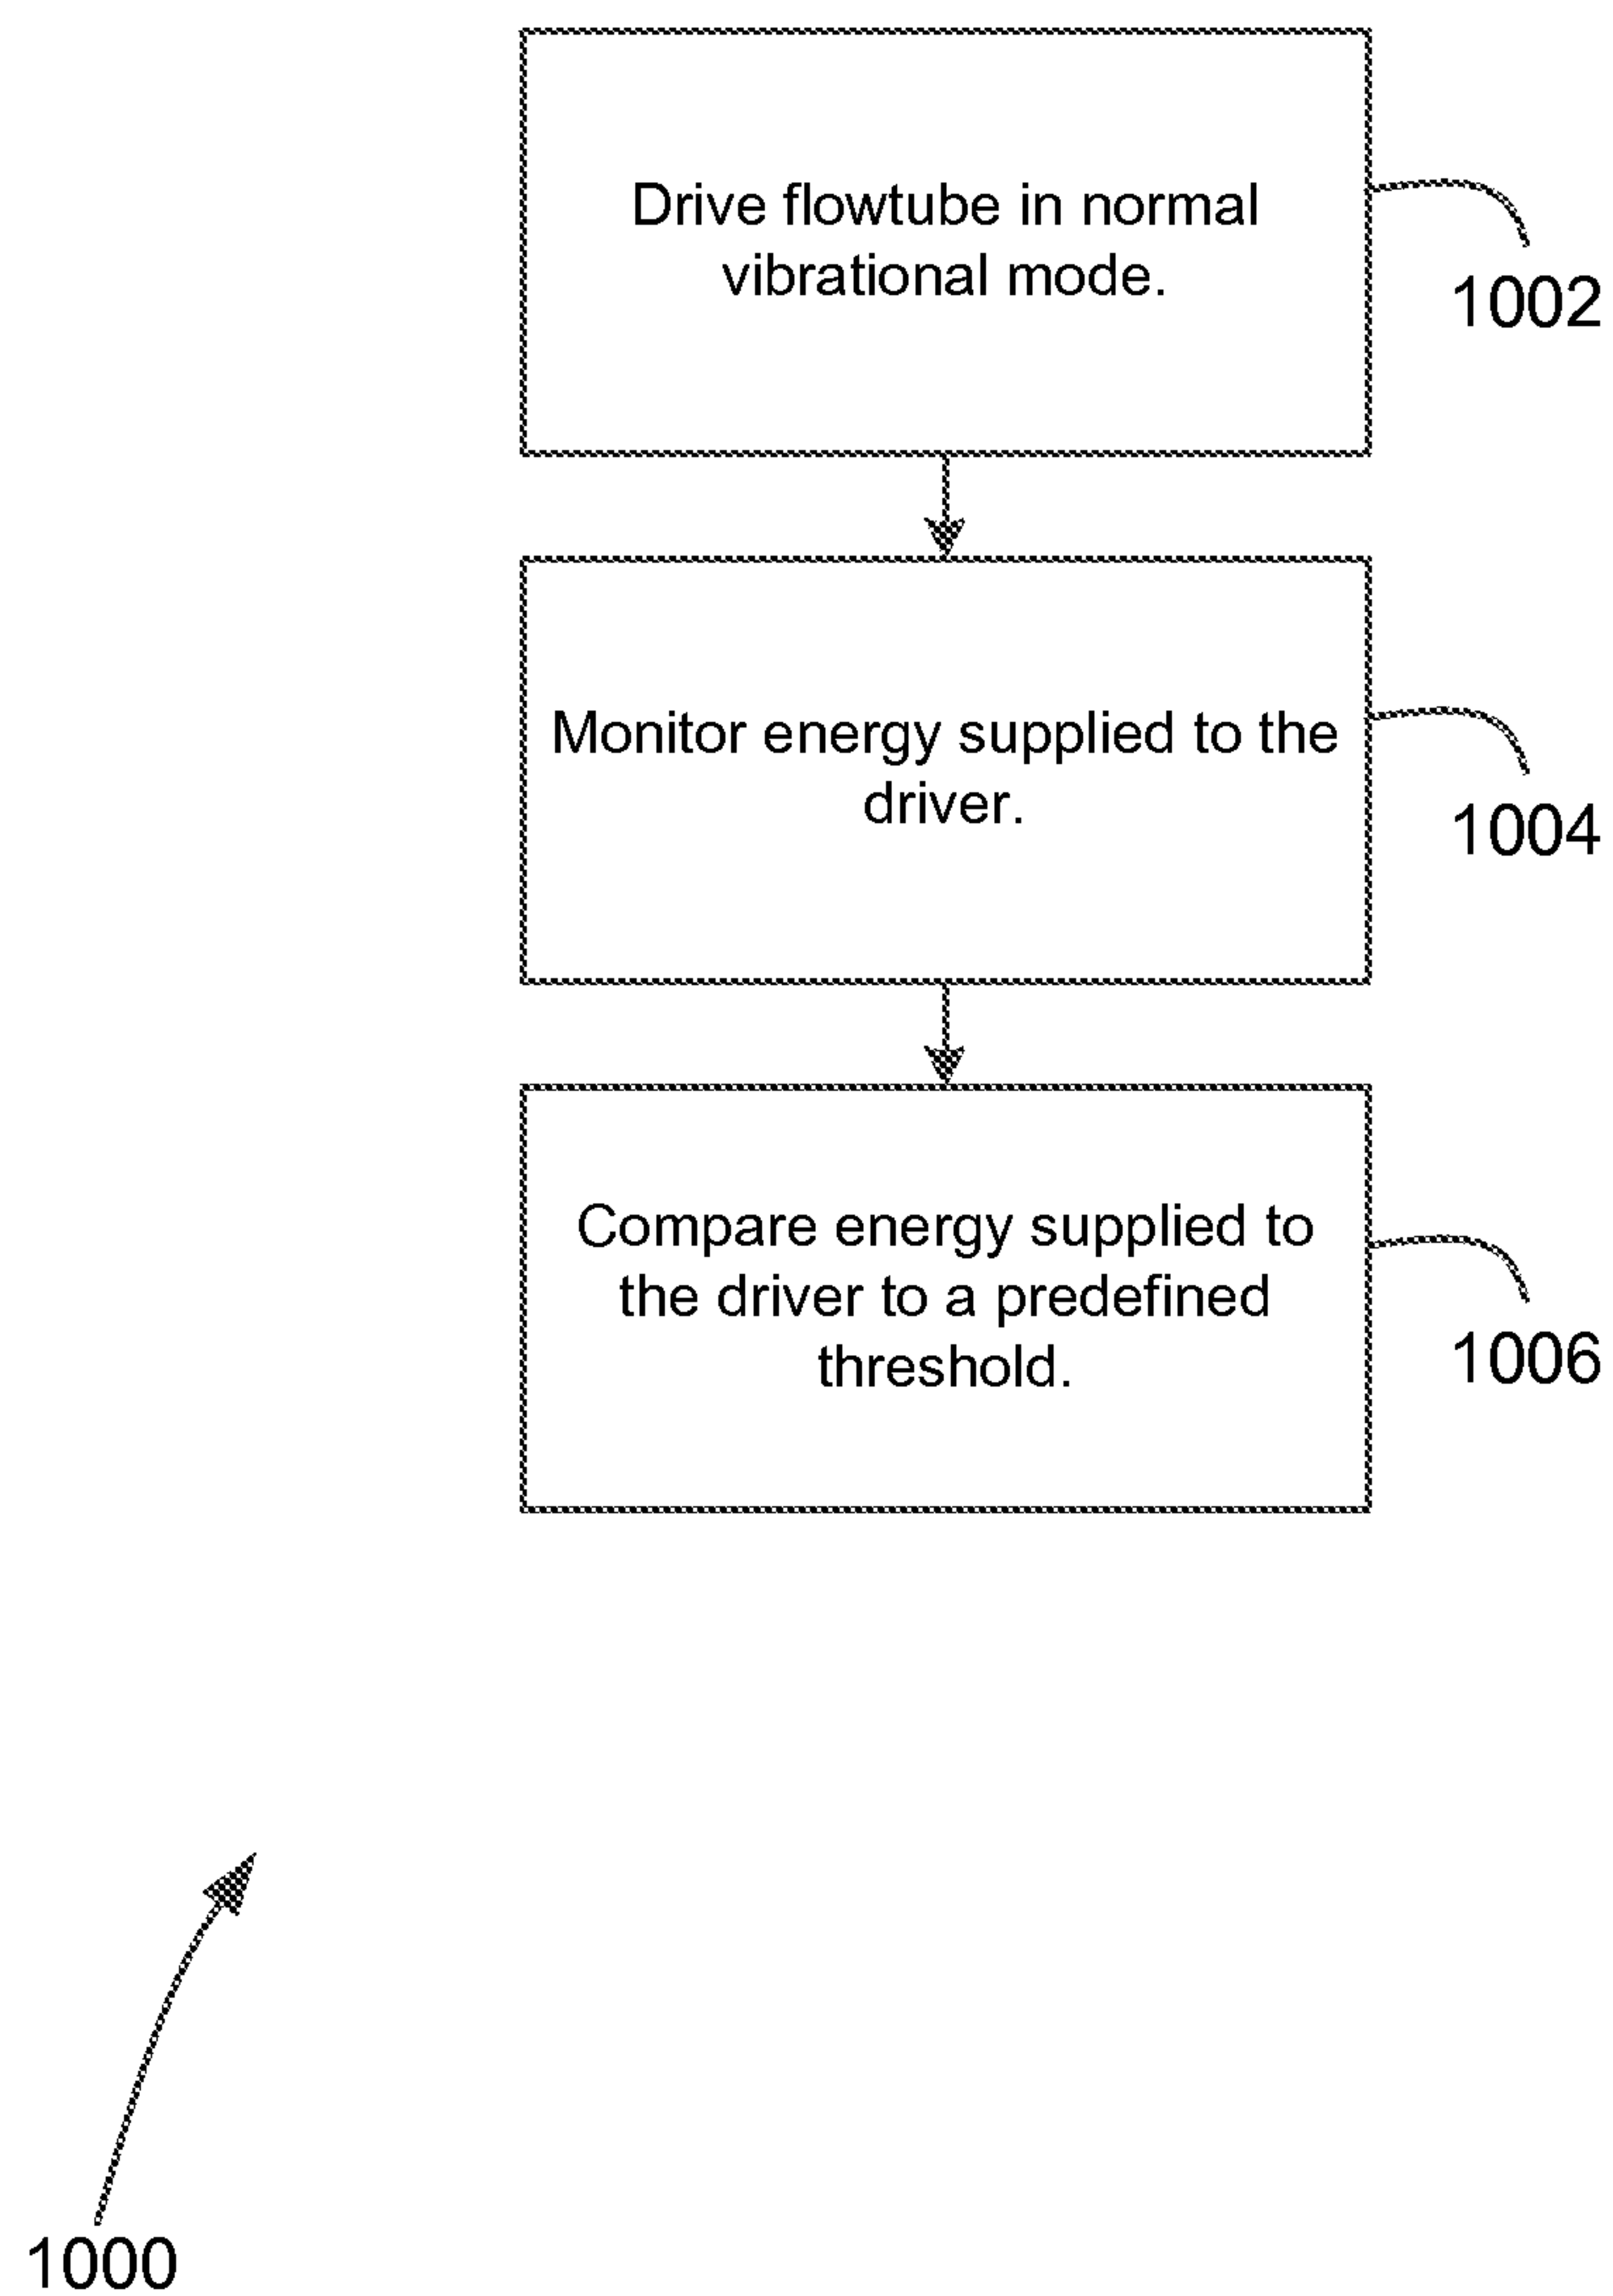 Drive flowtube in normal
vibrational mode.
1002
Monitor energy supplied to the
driver.
1004
Compare energy supplied to
the driver to a predefined
threshold.
1006
1000